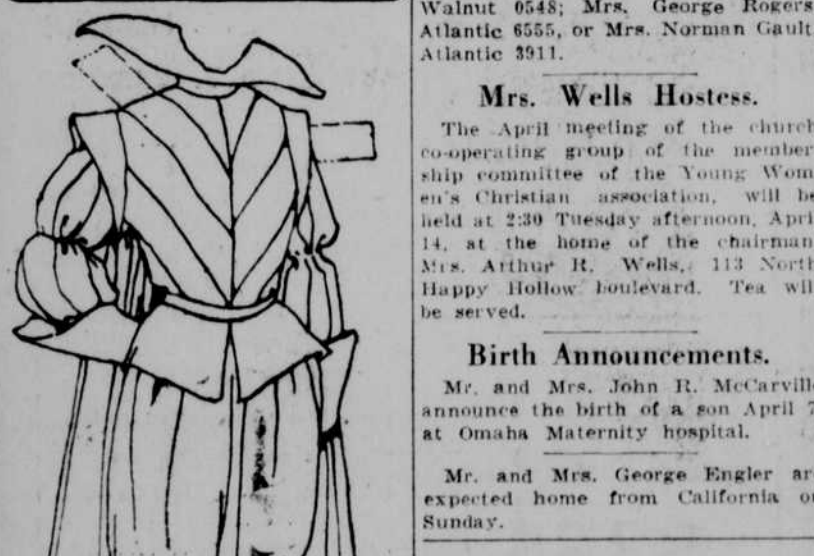 Walnut 0548; Mrs. George Rogers
Atlantic 6555, or Mrs. Norman Gault
Atlantic 3911.
Mrs. Wells Hostess.
The April meeting of the church
co-operating group of the member
ship committee of the Young Wom
en's Christian association, will be
held at 2:30 Tuesday afternoon, Apri
14, at the home of the chairman
Mrs. Arthur R. Wells, 113 North
Happy Hollow boulevard. Tea wil
be served.
Birth Announcements.
Mr. and Mrs. John R. McCarville
announce the birth of a son April 7
at Omaha Maternity hospital.
Mr. and Mrs. George Engler ar
expected home from California on
Sunday.